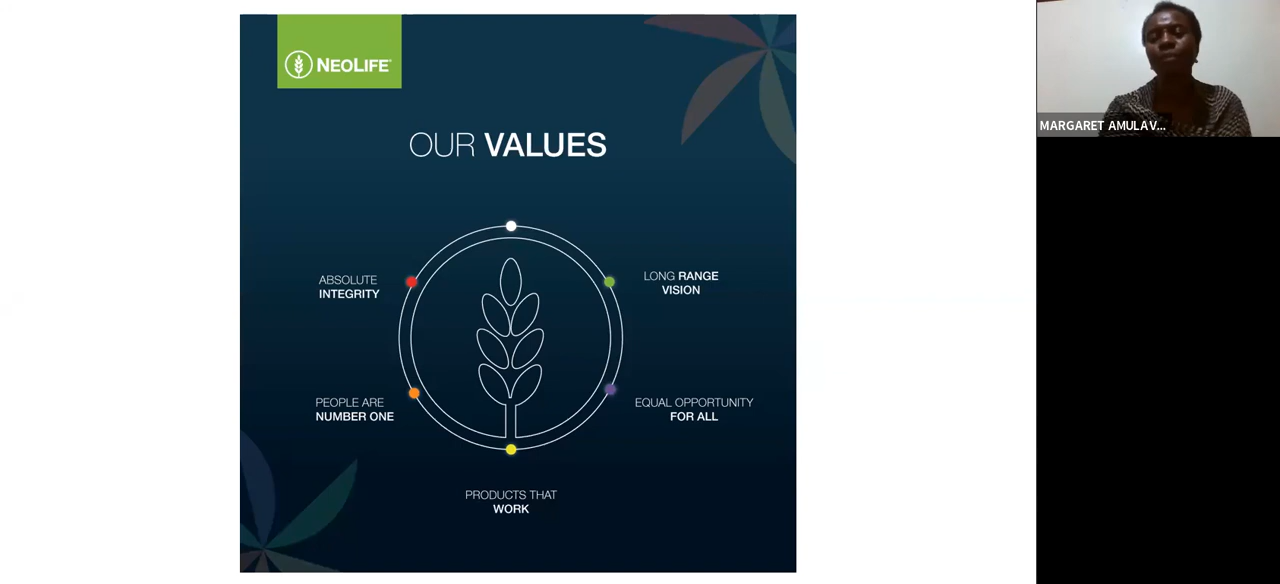 NEOLIFE
OUR VALUES
ABSOLUTE
INTEGRITY
LONG RANGE
VISION
PEOPLE ARE
NUMBER ONE
EQUAL OPPORTUNITY
FOR ALL
PRODUCTS THAT
WORK
MARGARET AMULAV...